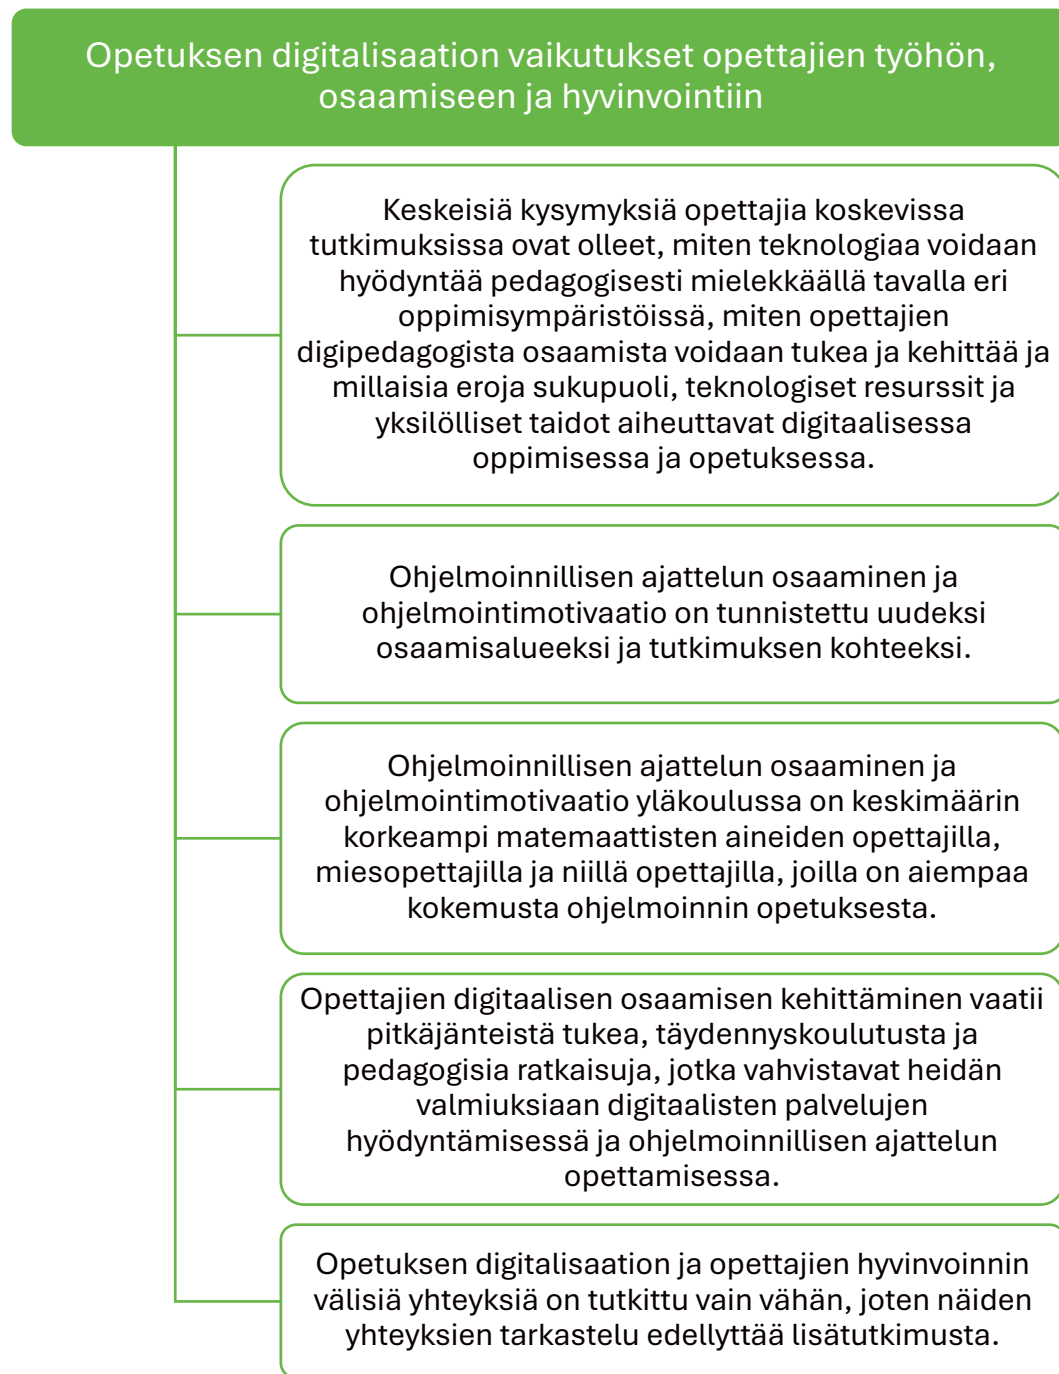 Opetuksen digitalisaation vaikutukset opettajien työhön,
osaamiseen ja hyvinvointiin
Keskeisiä kysymyksiä opettajia koskevissa
tutkimuksissa ovat olleet, miten teknologiaa voidaan
hyödyntää pedagogisesti mielekkäällä tavalla eri
oppimisympäristöissä, miten opettajien
digipedagogista osaamista voidaan tukea ja kehittää ja
millaisia eroja sukupuoli, teknologiset resurssit ja
yksilölliset taidot aiheuttavat digitaalisessa
oppimisessa ja opetuksessa.
Ohjelmoinnillisen ajattelun osaaminen ja
ohjelmointimotivaatio on tunnistettu uudeksi
osaamisalueeksi ja tutkimuksen kohteeksi.
Ohjelmoinnillisen ajattelun osaaminen ja
ohjelmointimotivaatio yläkoulussa on keskimäärin
korkeampi matemaattisten aineiden opettajilla,
miesopettajilla ja niillä opettajilla, joilla on aiempaa
kokemusta ohjelmoinnin opetuksesta.
Opettajien digitaalisen osaamisen kehittäminen vaatii
pitkäjänteistä tukea, täydennyskoulutusta ja
pedagogisia ratkaisuja, jotka vahvistavat heidän
valmiuksiaan digitaalisten palvelujen
hyödyntämisessä ja ohjelmoinnillisen ajattelun
opettamisessa.
Opetuksen digitalisaation ja opettajien hyvinvoinnin
välisiä yhteyksiä on tutkittu vain vähän, joten näiden
yhteyksien tarkastelu edellyttää lisätutkimusta.